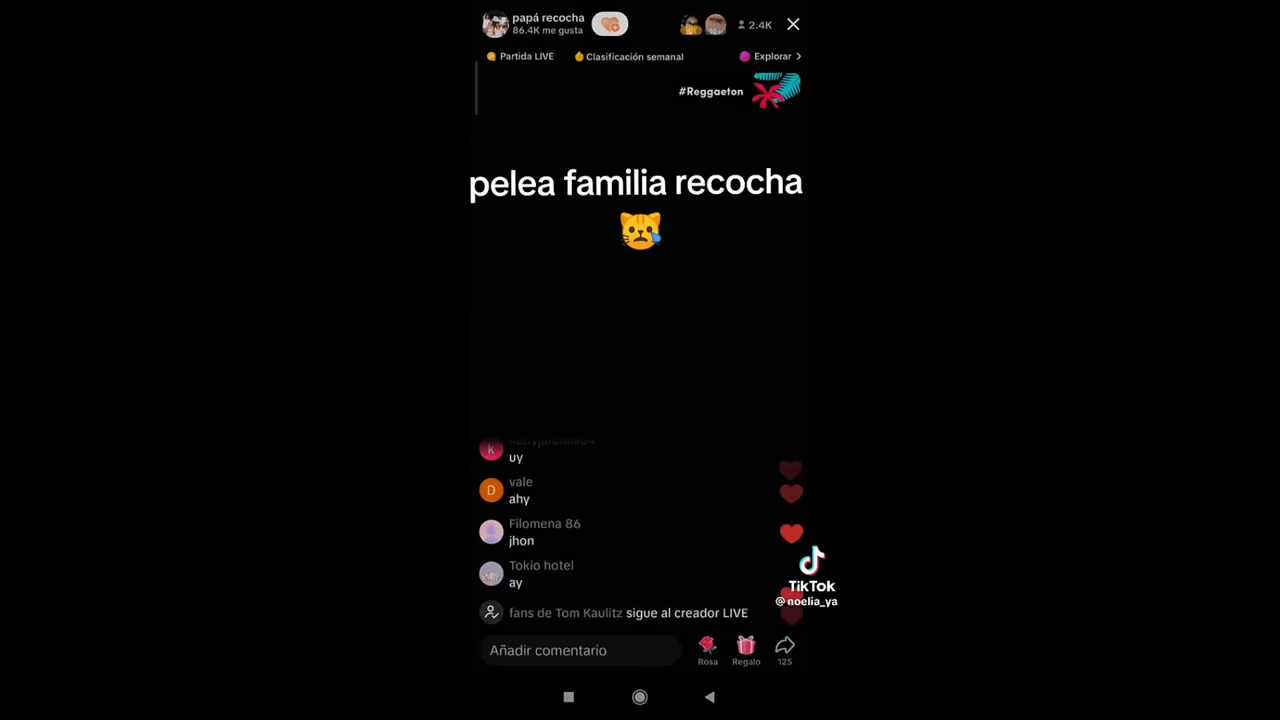 papá recocha
86.4K me gusta
2.4K
Partida LIVE
Clasificación semanal
Explorar
#Reggaeton
pelea familia recocha
uy
vale
D
ahy
Filomena 86
jhon
Tokio hotel
ay
fans de Tom Kaulitz sigue al creador LIVE
TikTok
@noelia_ya
Añadir comentario
Rosa
Regalo
125